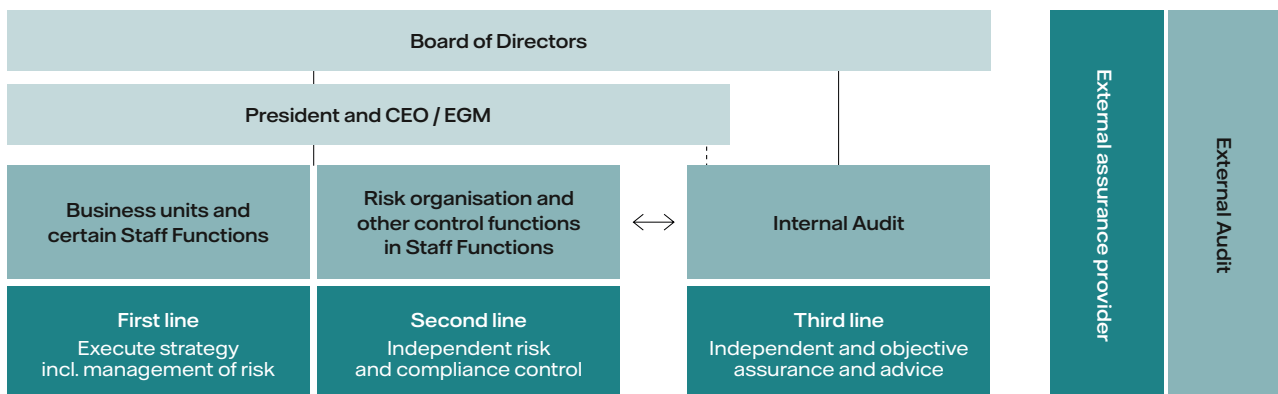 Board of Directors
President and CEO / EGM
Business units and
certain Staff Functions
Risk organisation and
other control functions
in Staff Functions
Internal Audit
First line
Execute strategy
incl. management of risk
Second line
Independent risk
and compliance control
Third line
Independent and objective
assurance and advice
External assurance provider
External Audit